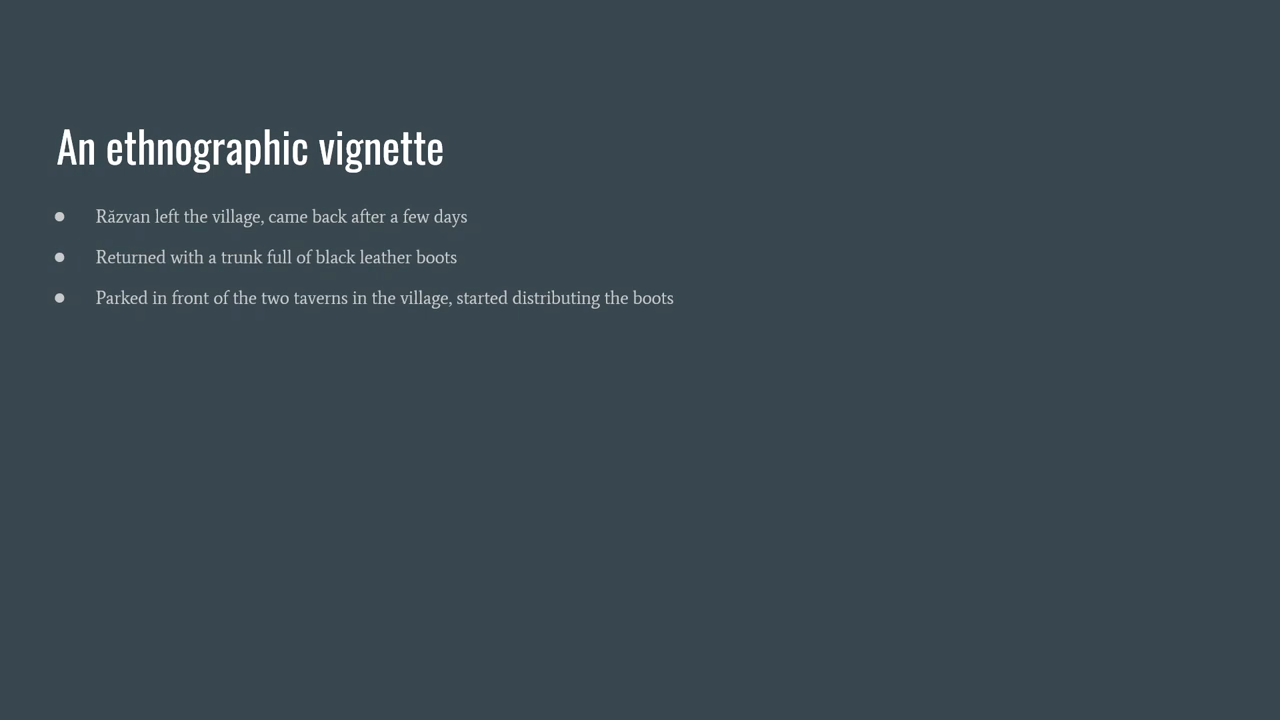 An ethnographic vignette
● Răzvan left the village, came back after a few days
● Returned with a trunk full of black leather boots
● Parked in front of the two taverns in the village, started distributing the boots